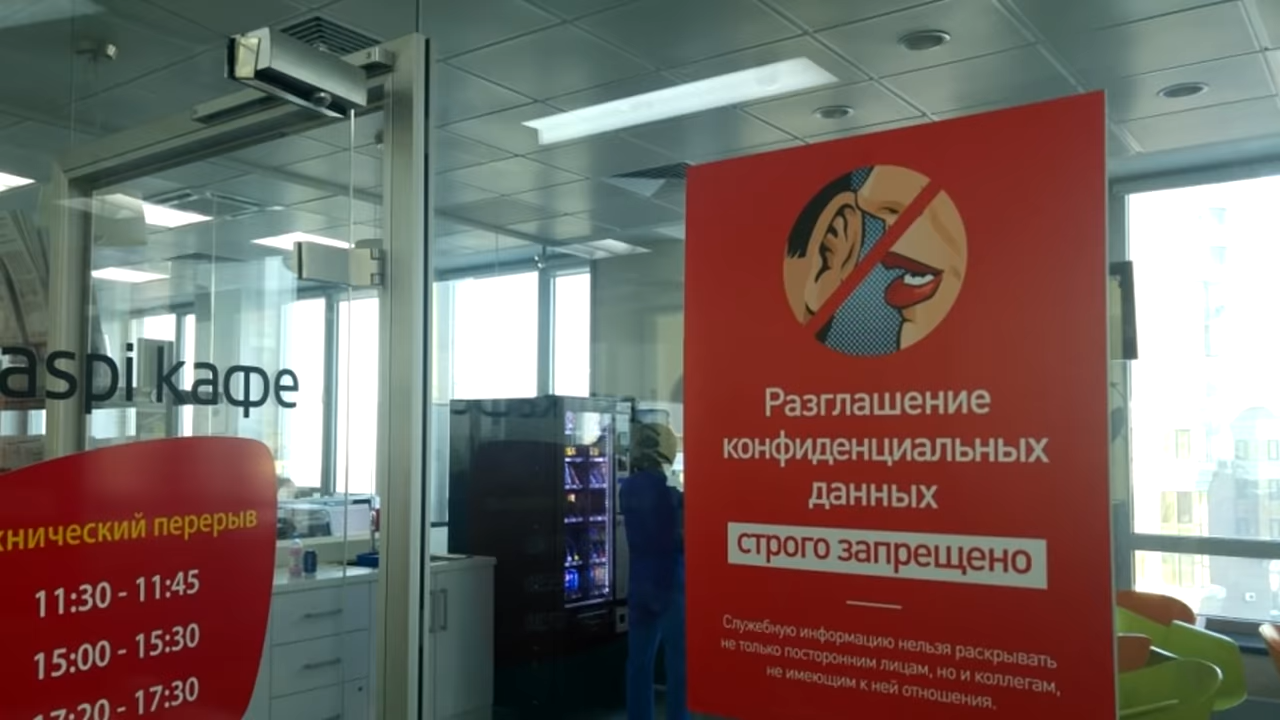 aspi кафе
хнический перерыв
11:30 - 11:45
15:00 - 15:30
17:20 - 17:30
Разглашение
конфиденциальных
данных
строго запрещено
Служебную информацию нельзя раскрывать
не только посторонним лицам, но и коллегам,
не имеющим к ней отношения.